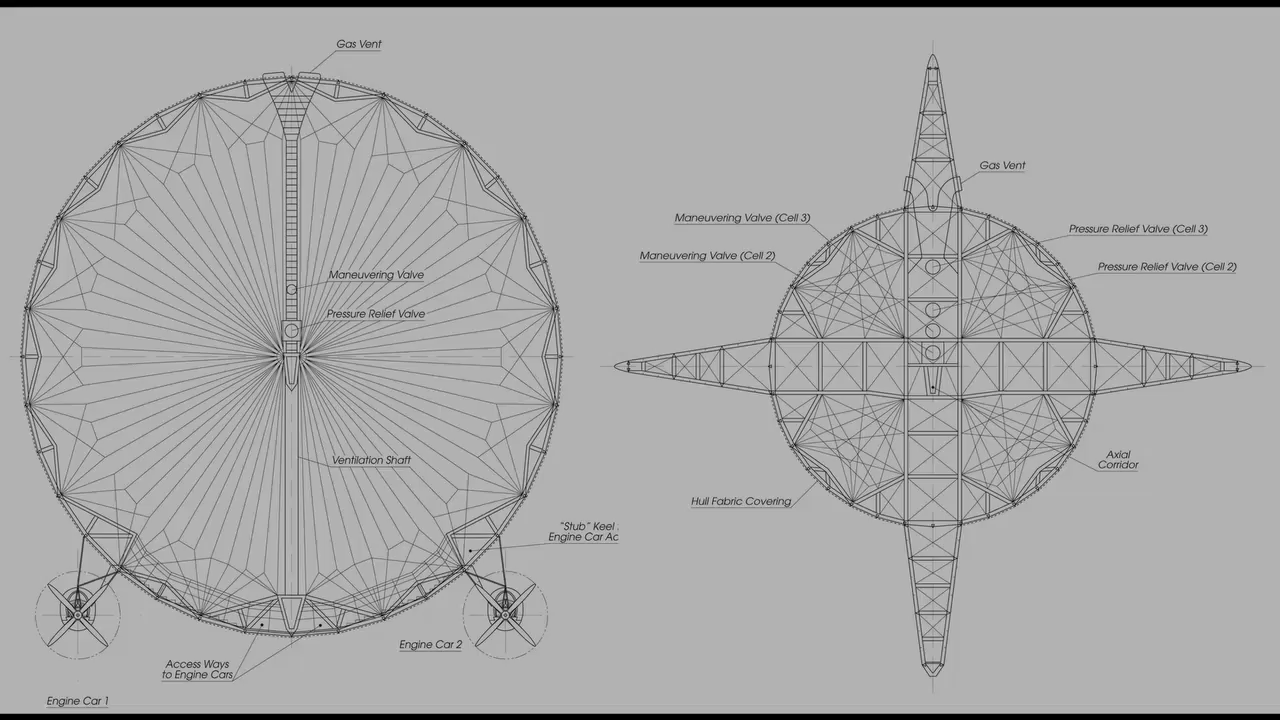 Gas Vent
Maneuvering Valve
Pressure Relief Valve
Ventilation Shaft
"Stub" Keel
Engine Car Ac
Engine Car 2
Access Ways
to Engine Cars
Engine Car 1
Gas Vent
Maneuvering Valve (Cell 3)
Maneuvering Valve (Cell 2)
Pressure Relief Valve (Cell 3)
Pressure Relief Valve (Cell 2)
Axial
Corridor
Hull Fabric Covering